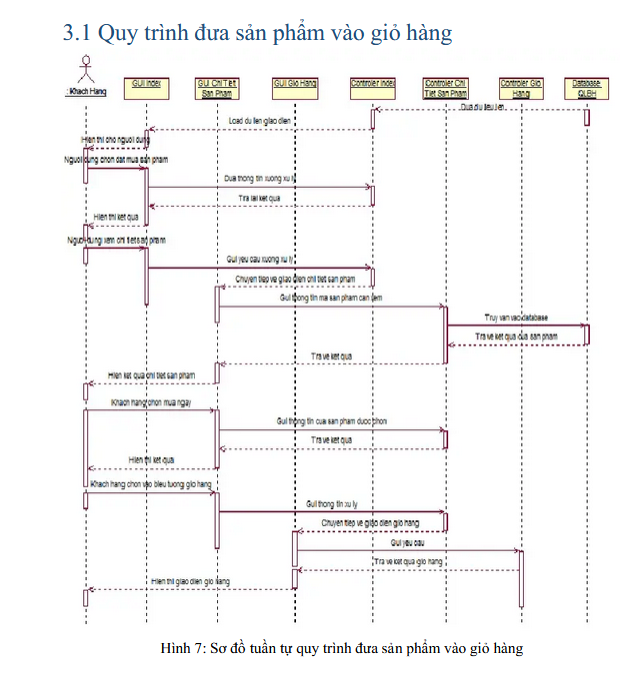 3.1 Quy trình đưa sản phẩm vào giỏ hàng
: Khach Hang
GUI Index
GUI Chi Tiet
San Pham
GUI Gio Hang
Controler Index
Controler Chi
Tiet San Pham
Controler Gio
Hang
Database
QLBH
Dua du lieu len
Load du lien giao dien
Hien thi cho nguoi dung
Nguoi dung chon dat mua san pham
Dua thong tin xuong xu ly
Tra lai ket qua
Hien thi ket qua
Nguoi dung xem chi tiet san pham
Gui yeu cau xuong xu ly
Chuyen tiep ve giao dien chi tiet san pham
Gui thong tin ma san pham can xem
Truy van vao database
Tra ve ket qua cua san pham
Tra ve ket qua
Hien ket qua chi tiet san pham
Khach hang chon mua ngay
Gui thong tin cua san pham duoc chon
Tra ve ket qua
Hien thi ket qua
Khach hang chon vao bieu tuong gio hang
Gui thong tin xu ly
Chuyen tiep ve giao dien gio hang
Gui yeu cau
Tra ve ket qua gio hang
Hien thi giao dien gio hang
Hình 7: Sơ đồ tuần tự quy trình đưa sản phẩm vào giỏ hàng